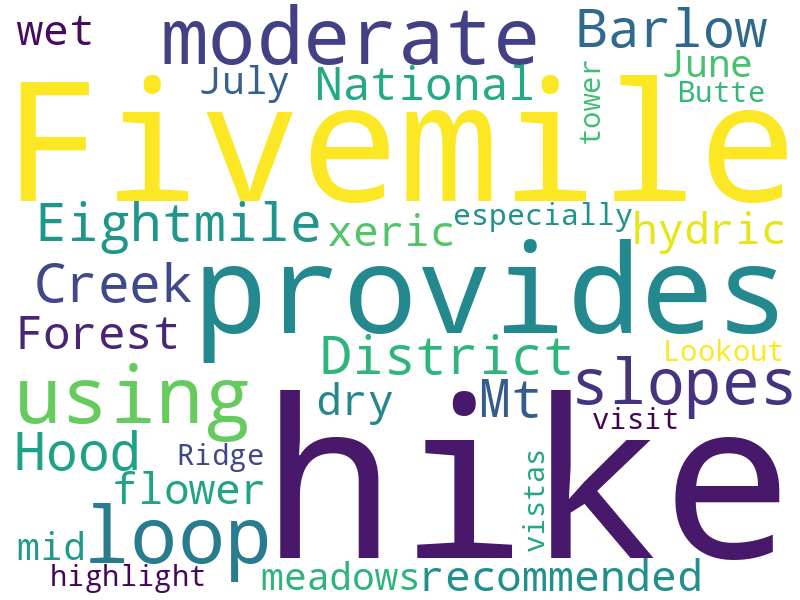 wet moderate Barlow
July National tower June
Butte
Fivemile
Eightmile xeric especially hydric
Creek provides
Forest District Lookout
using dry Mt slopes
visit
Hood Ridge hike
flower vistas
mid loop
highlight meadows recommended